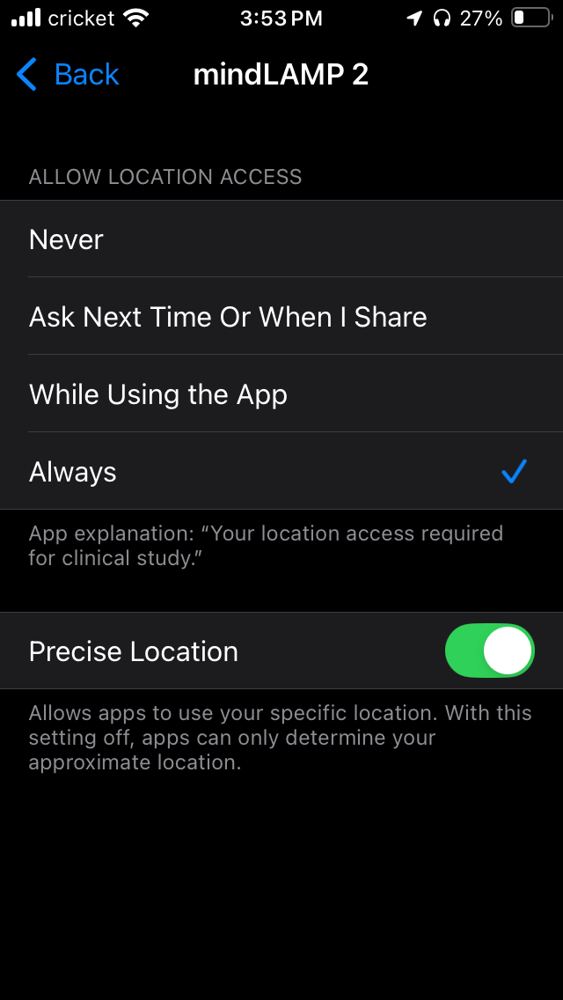 cricket 3:53 PM 27%
Back mindLAMP 2
ALLOW LOCATION ACCESS
Never
Ask Next Time Or When I Share
While Using the App
Always
App explanation: “Your location access required
for clinical study.”
Precise Location
Allows apps to use your specific location. With this
setting off, apps can only determine your
approximate location.